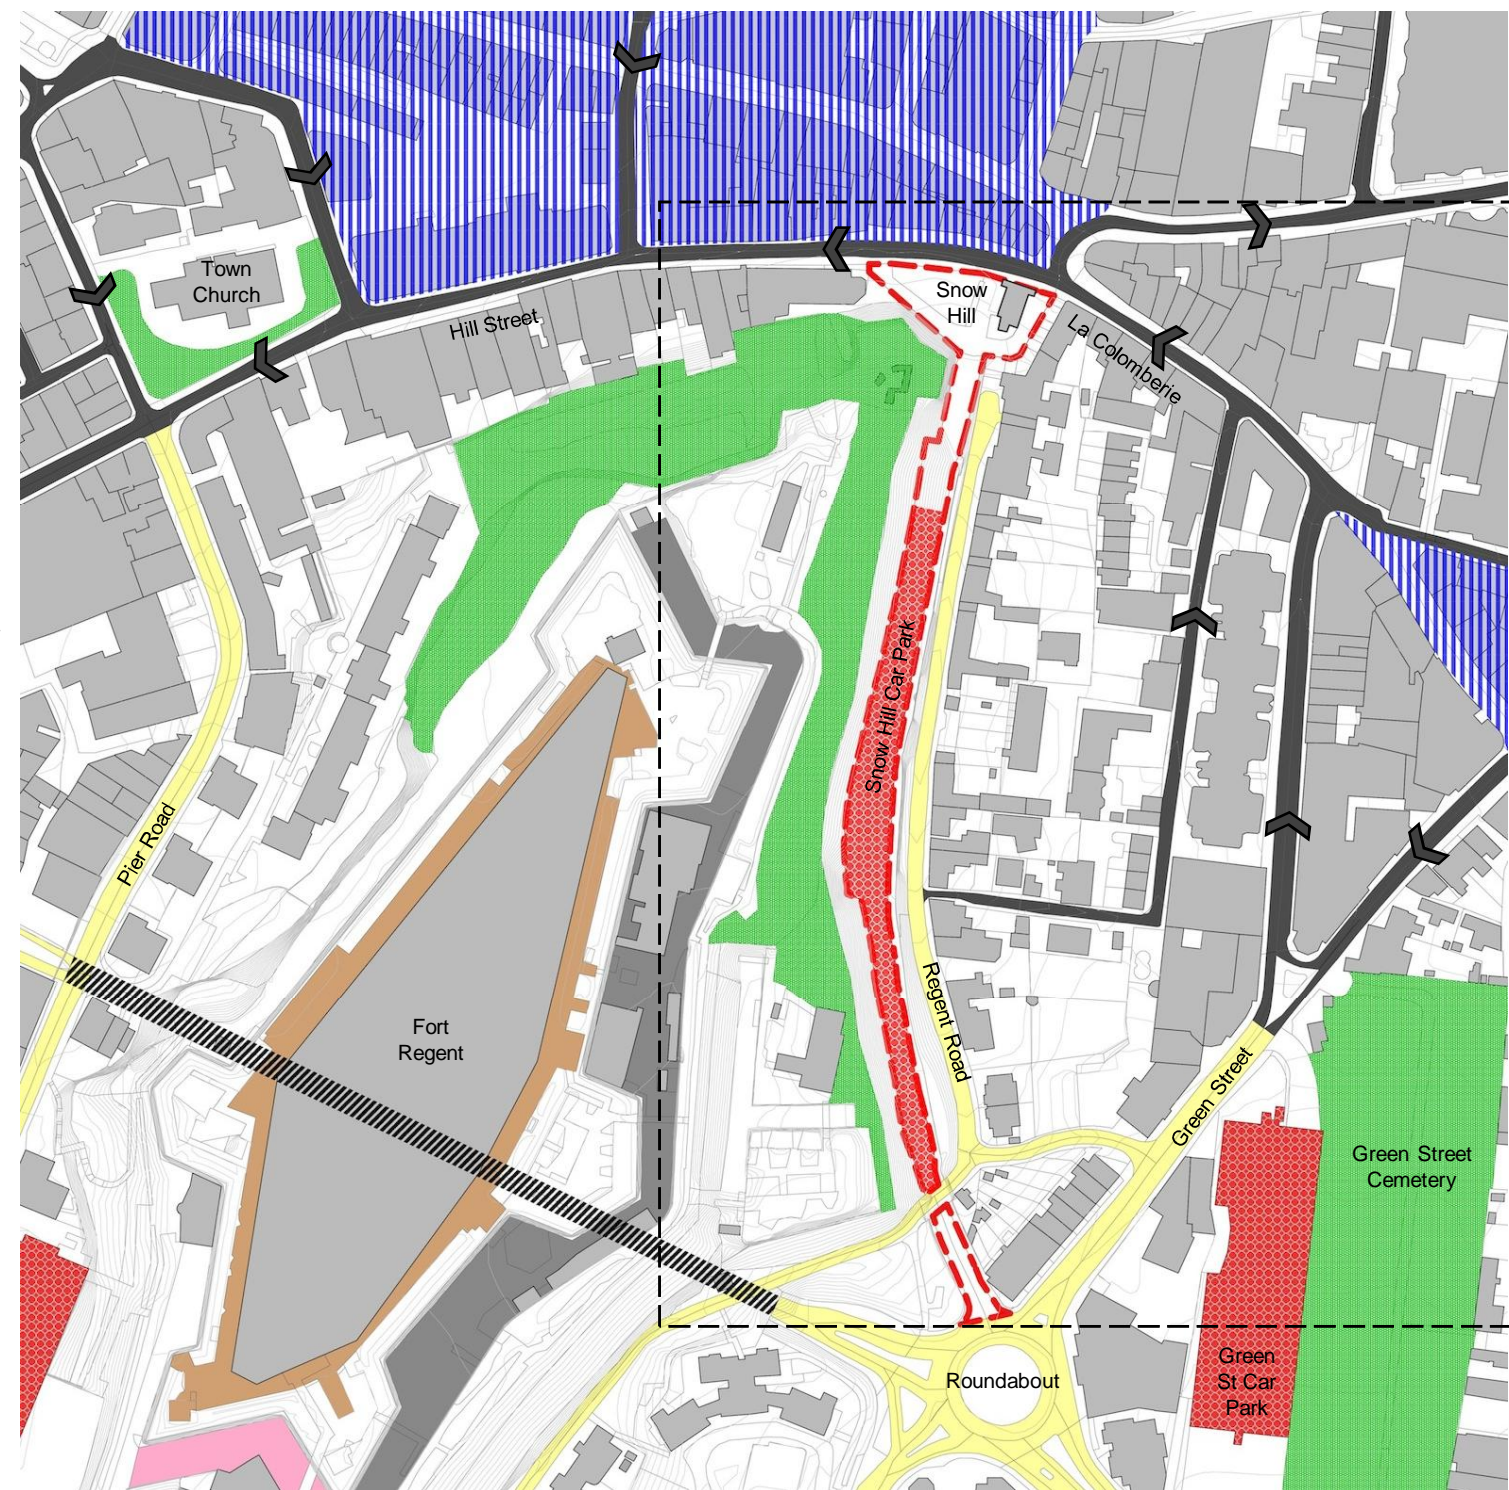 Town
Church
Snow
Hill
Hill Street
La Colomberie
Snow Hill Car Park
Pier Road
Fort
Regent
Regent Road
Green Street
Green Street
Cemetery
Green
St Car
Park
Roundabout